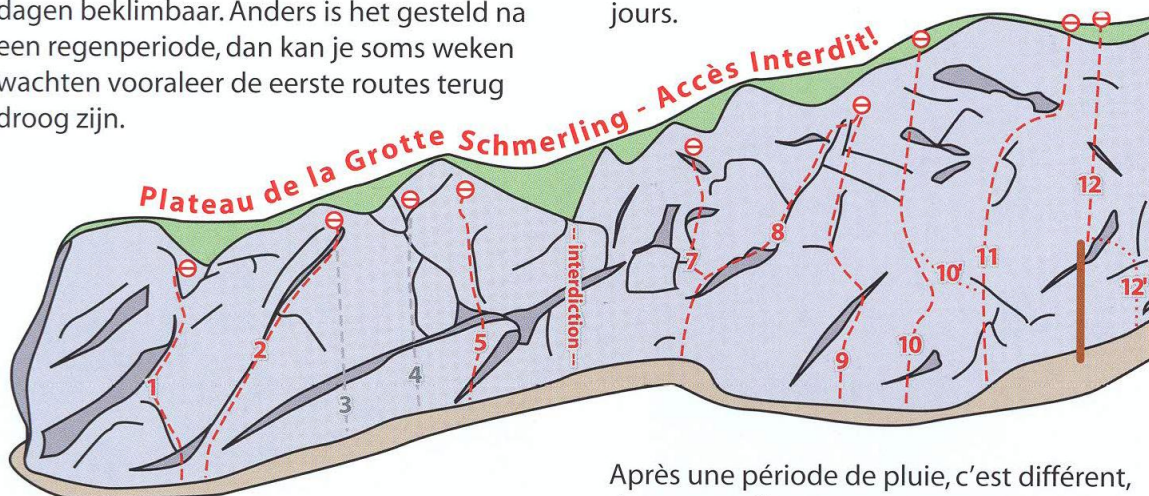 dagen beklimbaar. Anders is het gesteld na
een regenperiode, dan kan je soms weken
wachten vooraleer de eerste routes terug
droog zijn.
jours.
Plateau de la Grotte Schmerling - Accès Interdit!
1
2
3
4
5
interdiction
7
8
9
10
10'
11
12
12'
Après une période de pluie, c'est différent,